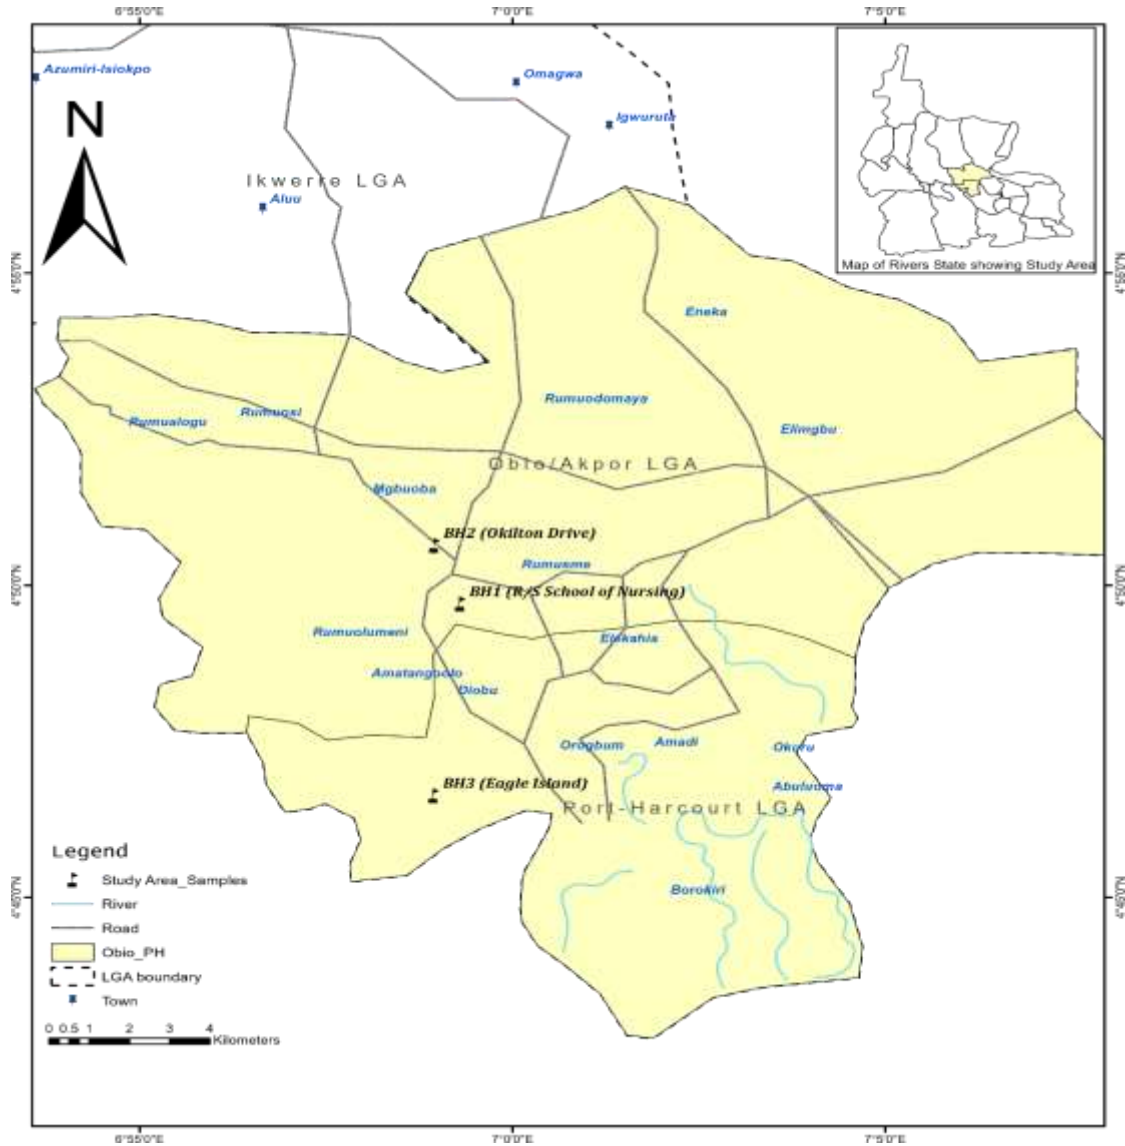 6°55'0"E 7°0'0"E 7°5'0"E
Azumiri-Isiokpo
Omagwa
Igwuruta
N
Ikwerre LGA
Aluu
Map of Rivers State showing Study Area
4°55'0"N 4°55'0"N
Eneka
Rumuodomaya
Rumuosi
Rumualogu
Elimgbu
Obio/Akpor LGA
Mgbuoba
BH2 (Okilton Drive)
Rumueme
4°50'0"N 4°50'0"N
BH1 (R/S School of Nursing)
Rumuolumeni
Elekahia
Diobu
Orogbum
Amadi
Okuru
BH3 (Eagle Island)
Abuluoma
Port-Harcourt LGA
Legend
Study Area_Samples
River
Road
Obio_PH
LGA boundary
Town
Borokiri
4°45'0"N 4°45'0"N
0 0.5 1 2 3 4
Kilometers
6°55'0"E 7°0'0"E 7°5'0"E